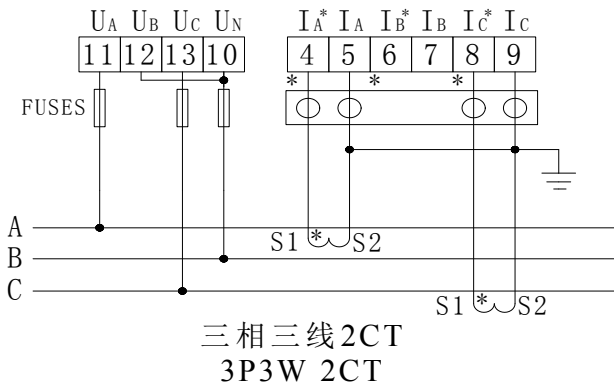 UA UB UC UN IA* IA IB* IB IC* IC
11 12 13 10 4 5 6 7 8 9
* * *
FUSES
A
S1 * S2
B
C
S1 * S2
三相三线2CT
3P3W 2CT